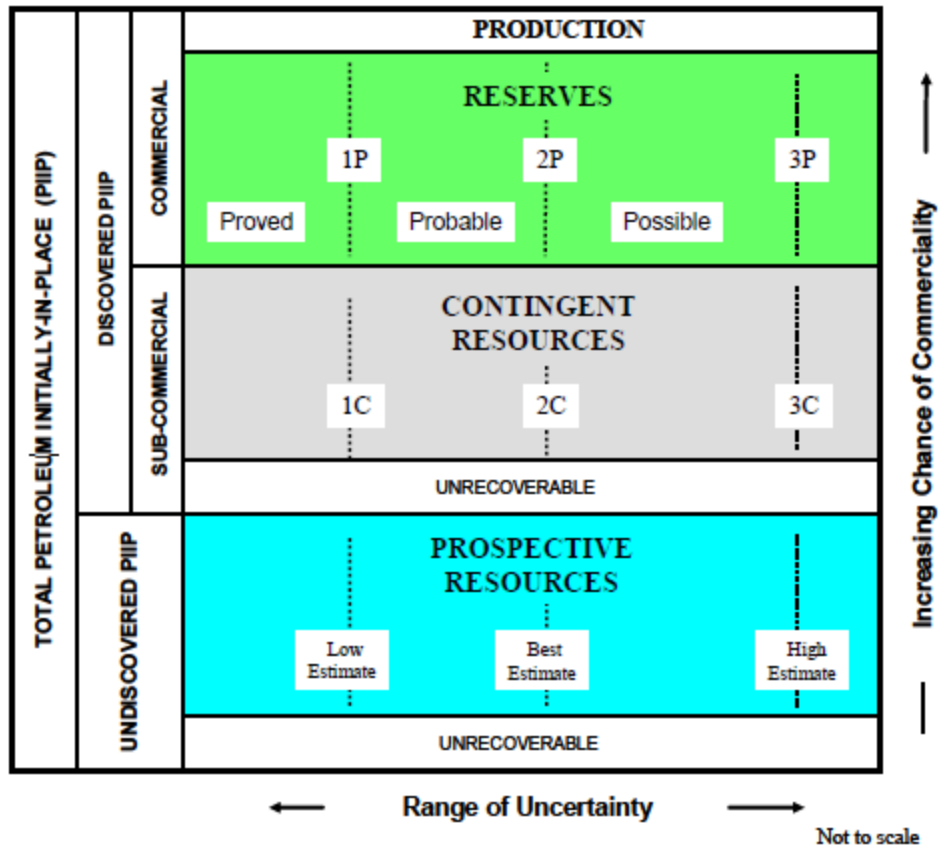 PRODUCTION
RESERVES
1P
2P
3P
Proved
Probable
Possible
CONTINGENT
RESOURCES
1C
2C
3C
UNRECOVERABLE
PROSPECTIVE
RESOURCES
Low
Estimate
Best
Estimate
High
Estimate
UNRECOVERABLE
TOTAL PETROLEUM INITIALLY-IN-PLACE (PIIP)
DISCOVERED PIIP
UNDISCOVERED PIIP
COMMERCIAL
SUB-COMMERCIAL
Increasing Chance of Commerciality
Range of Uncertainty
Not to scale